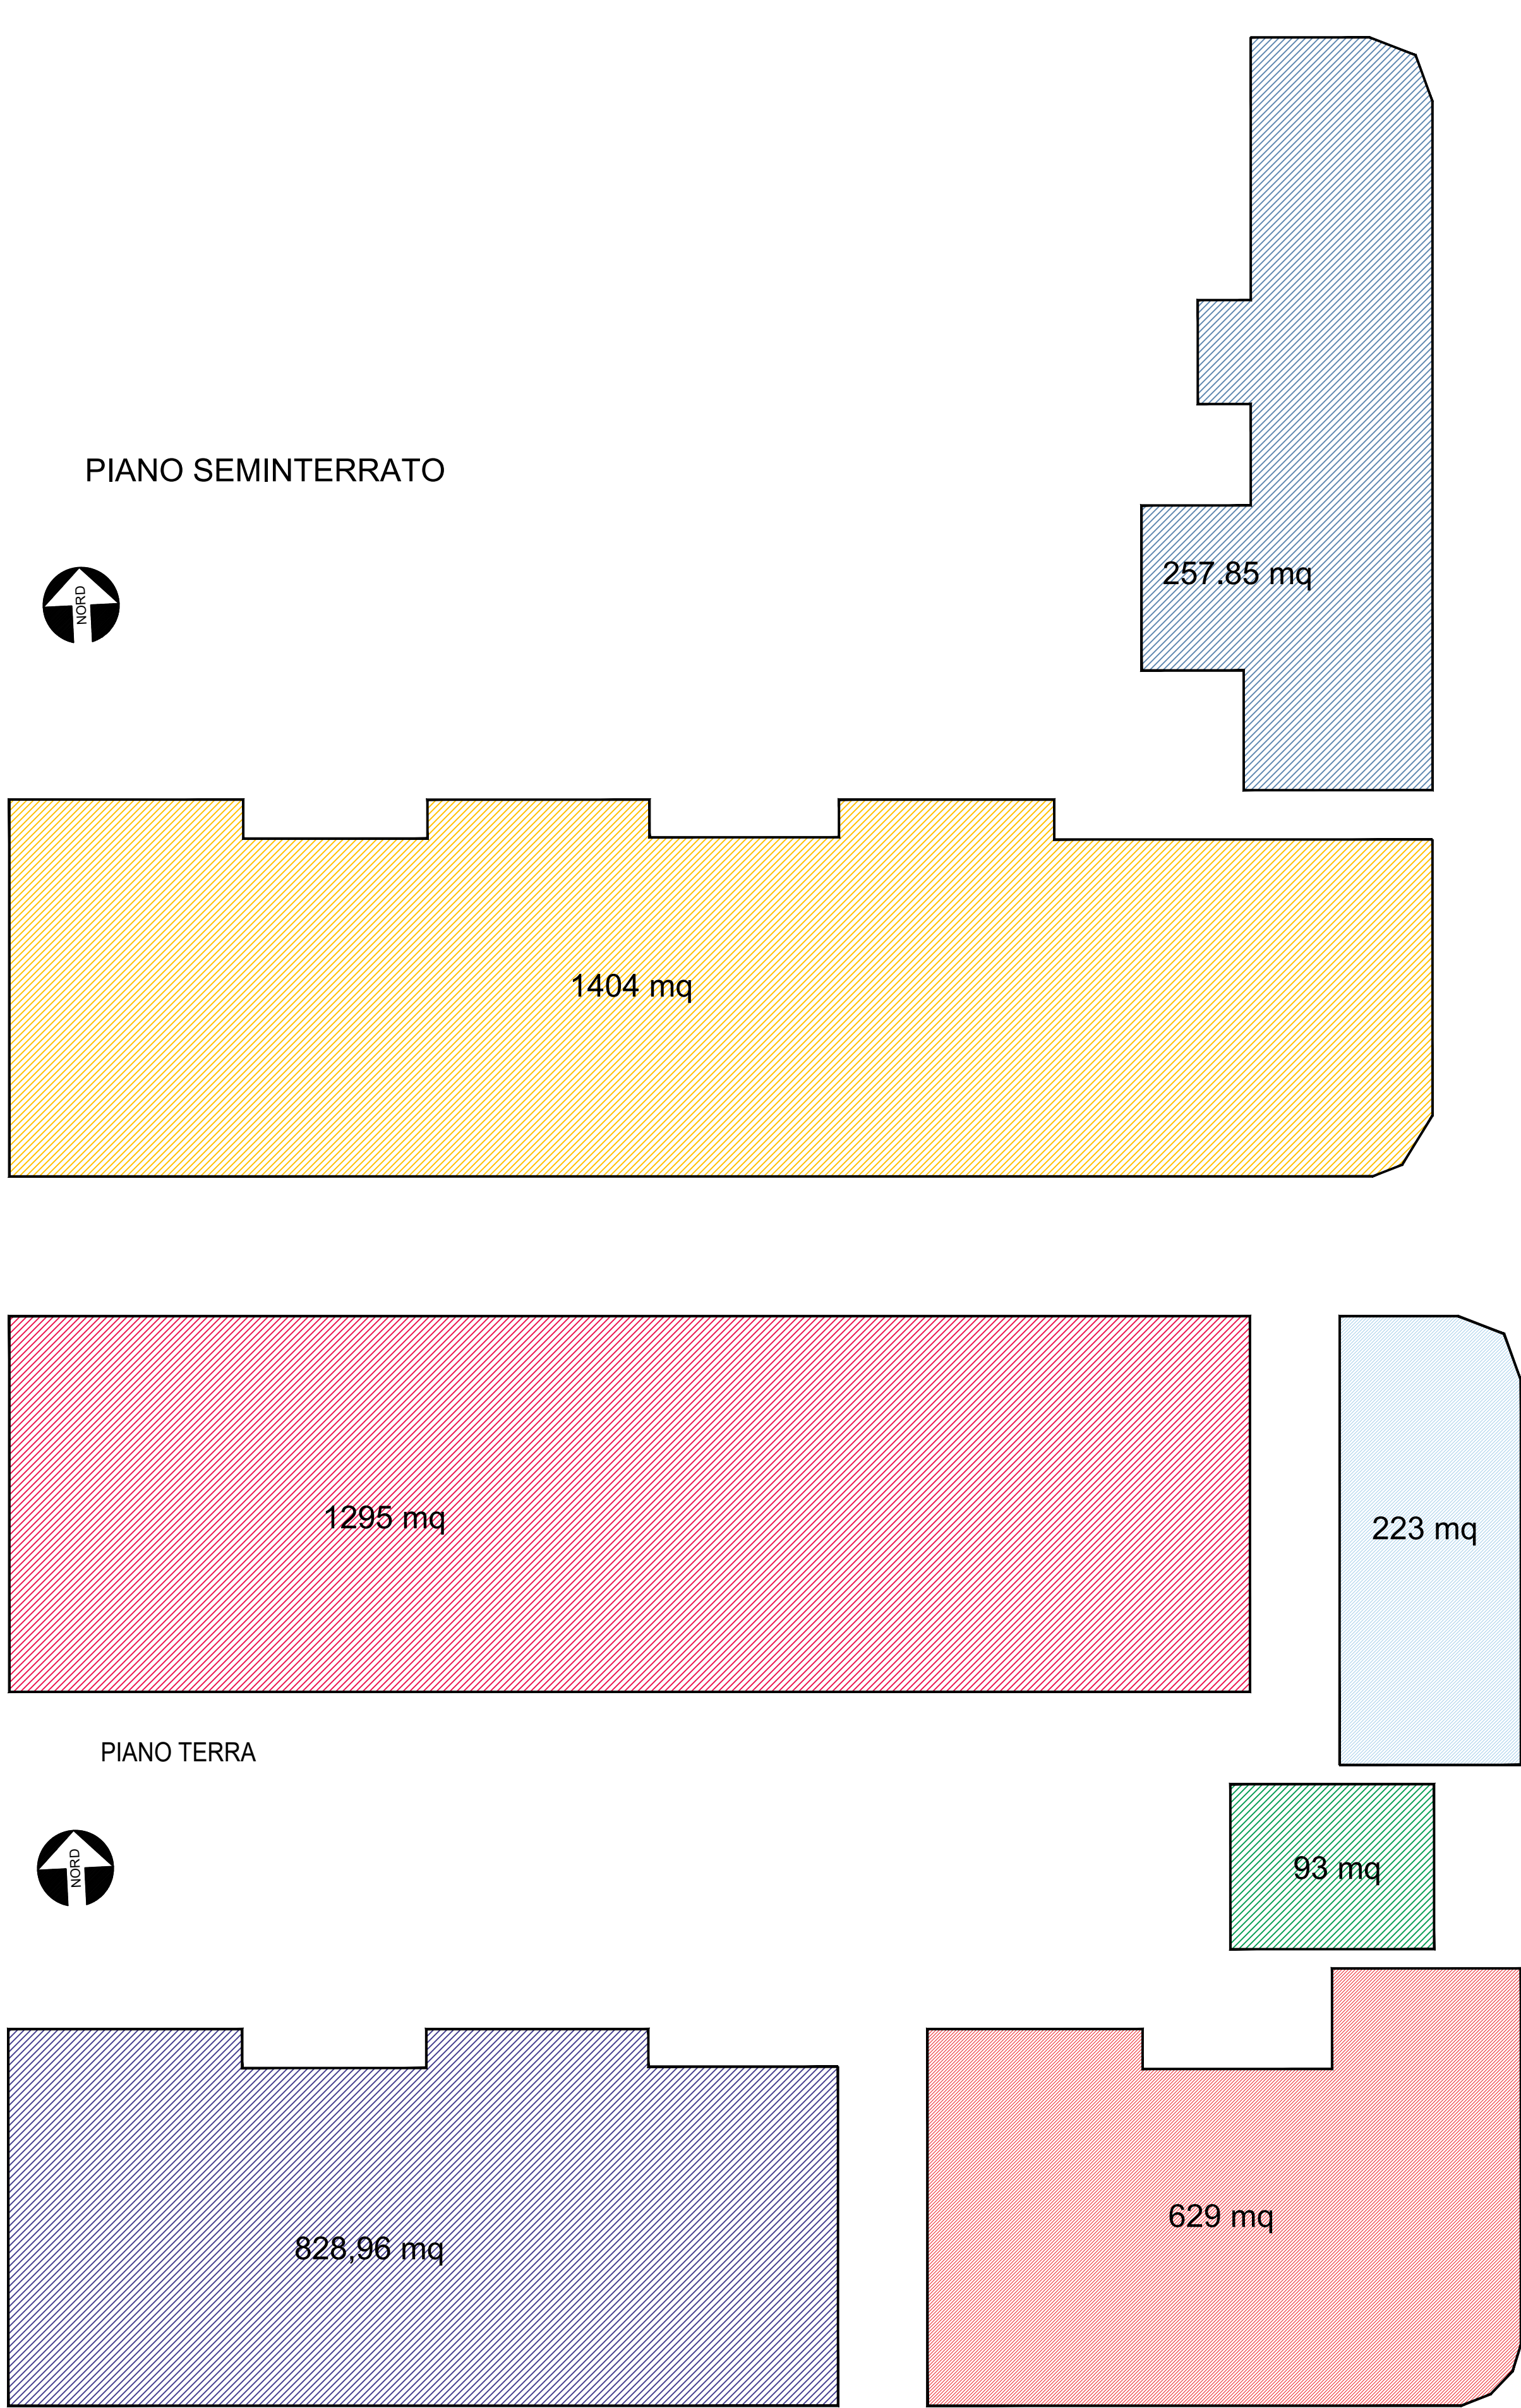 PIANO SEMINTERRATO
257.85 mq
NORD
1404 mq
1295 mq
223 mq
PIANO TERRA
93 mq
NORD
629 mq
828,96 mq